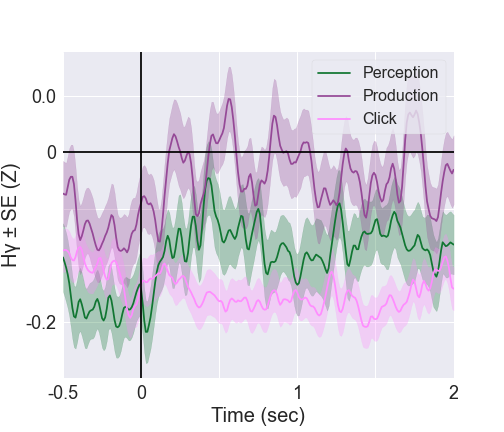 Perception
Production
Click
0.0
0
-0.2
Hγ ± SE (Z)
-0.5
0
1
2
Time (sec)